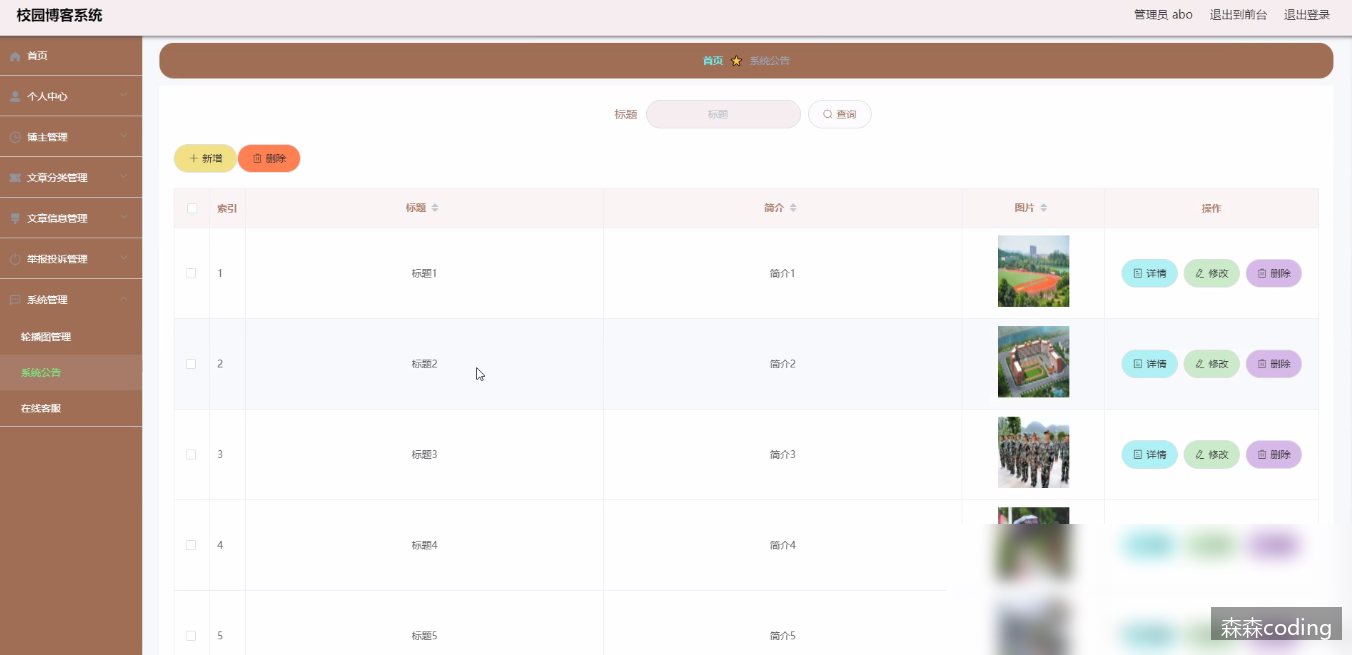 校园博客系统
管理员 abo 退出到前台 退出登录
首页
个人中心
博主管理
文章分类管理
文章信息管理
举报投诉管理
系统管理
轮播图管理
系统公告
在线客服
首页 系统公告
标题 标题 查询
新增 删除
索引 标题 简介 图片 操作
1 标题1 简介1 详情 修改 删除
2 标题2 简介2 详情 修改 删除
3 标题3 简介3 详情 修改 删除
4 标题4 简介4
5 标题5 简介5
森森coding